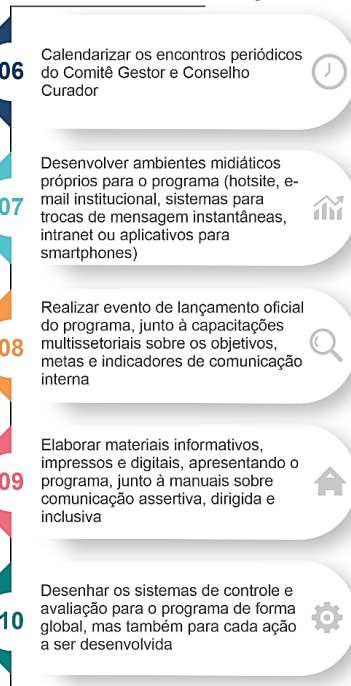 06
Calendarizar os encontros periódicos
do Comitê Gestor e Conselho
Curador
07
Desenvolver ambientes midiáticos
próprios para o programa (hotsite, e-
mail institucional, sistemas para
trocas de mensagem instantâneas,
intranet ou aplicativos para
smartphones)
08
Realizar evento de lançamento oficial
do programa, junto à capacitações
multissetoriais sobre os objetivos,
metas e indicadores de comunicação
interna
09
Elaborar materiais informativos,
impressos e digitais, apresentando o
programa, junto à manuais sobre
comunicação assertiva, dirigida e
inclusiva
10
Desenhar os sistemas de controle e
avaliação para o programa de forma
global, mas também para cada ação
a ser desenvolvida